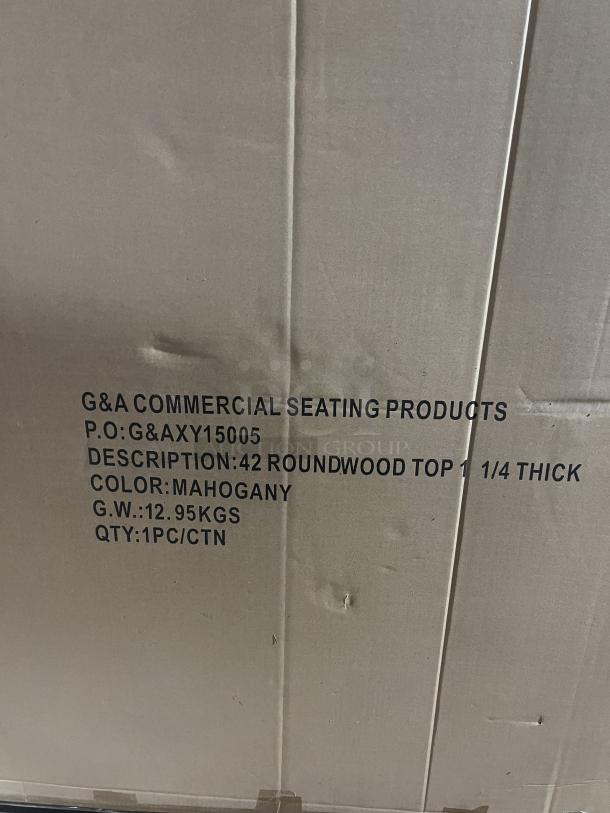 G&A COMMERCIAL SEATING PRODUCTS
P.O:G&AXY15005
DESCRIPTION:42 ROUNDWOOD TOP 1 1/4 THICK
COLOR:MAHOGANY
G.W.:12.95KGS
QTY:1PC/CTN
GROUP